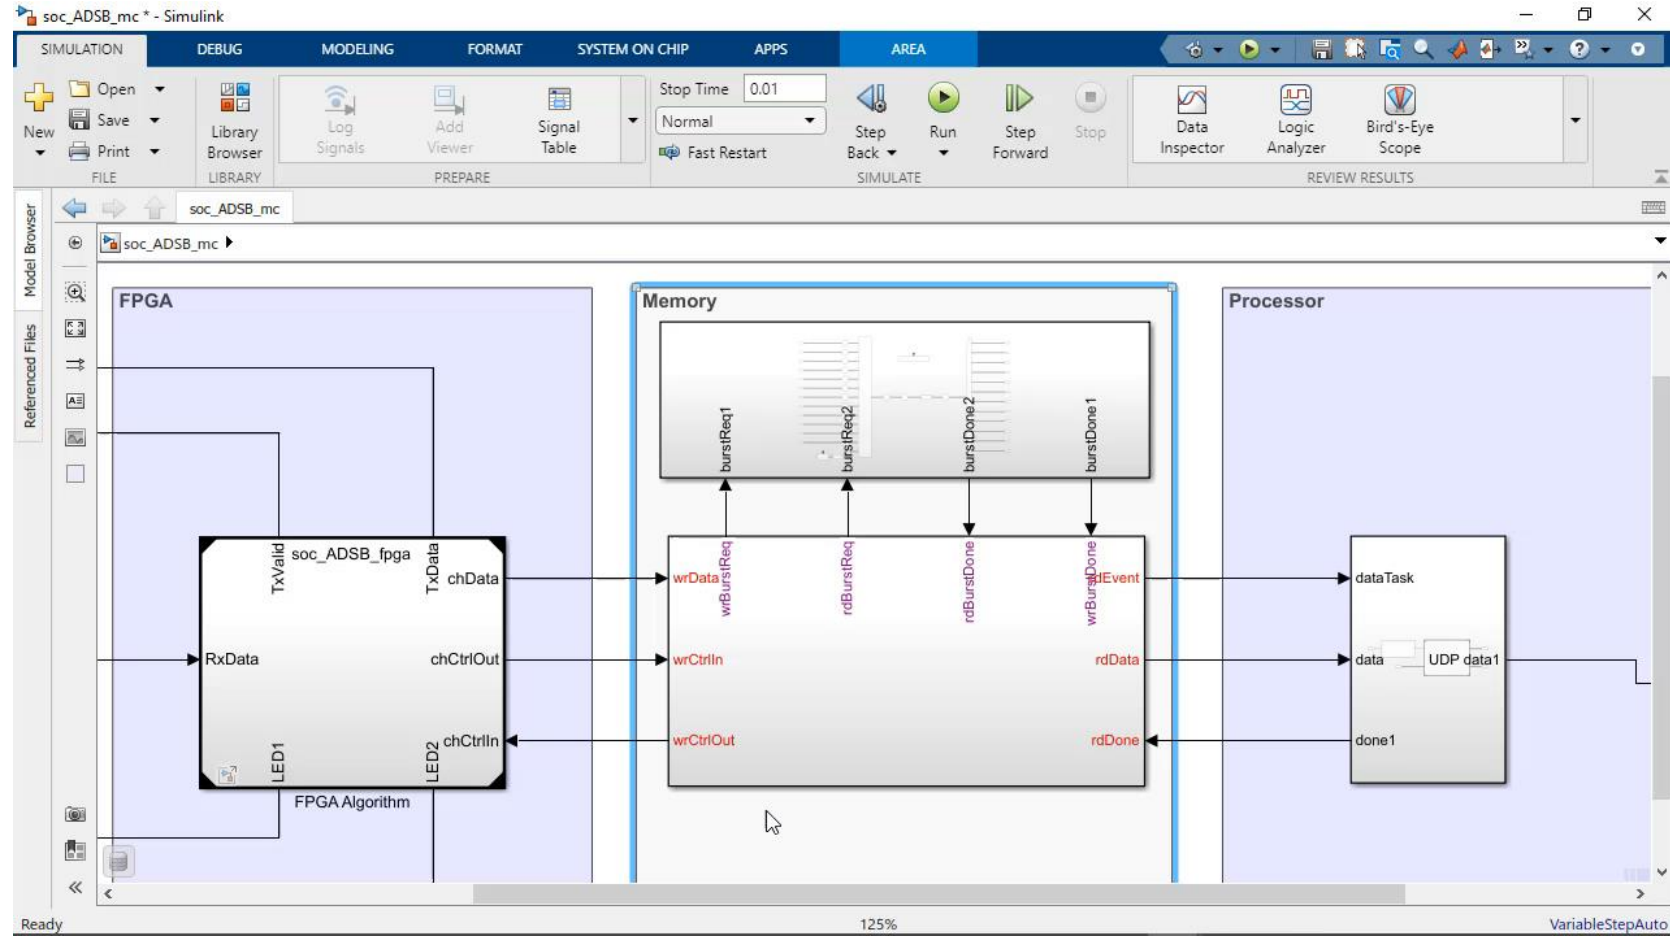 soc_ADSB_mc * - Simulink
SIMULATION DEBUG MODELING FORMAT SYSTEM ON CHIP APPS AREA
New
Open
Save
Print
FILE
Library Browser
LIBRARY
Log Signals
Add Viewer
Signal Table
PREPARE
Stop Time 0.01
Normal
Fast Restart
Step Back
Run
Step Forward
Stop
SIMULATE
Data Inspector
Logic Analyzer
Bird's-Eye Scope
REVIEW RESULTS
Model Browser
Referenced Files
soc_ADSB_mc
soc_ADSB_mc
FPGA
TxValid
soc_ADSB_fpga
TxData
chData
RxData
chCtrlOut
LED1
LED2
chCtrlIn
FPGA Algorithm
Memory
burstReq1
burstReq2
burstDone2
burstDone1
wrData
wrBurstReq
rdBurstReq
rdBurstDone
wrBurstDone
rdEvent
wrCtrlIn
rdData
wrCtrlOut
rdDone
Processor
dataTask
data
UDP data1
done1
Ready
125%
VariableStepAuto